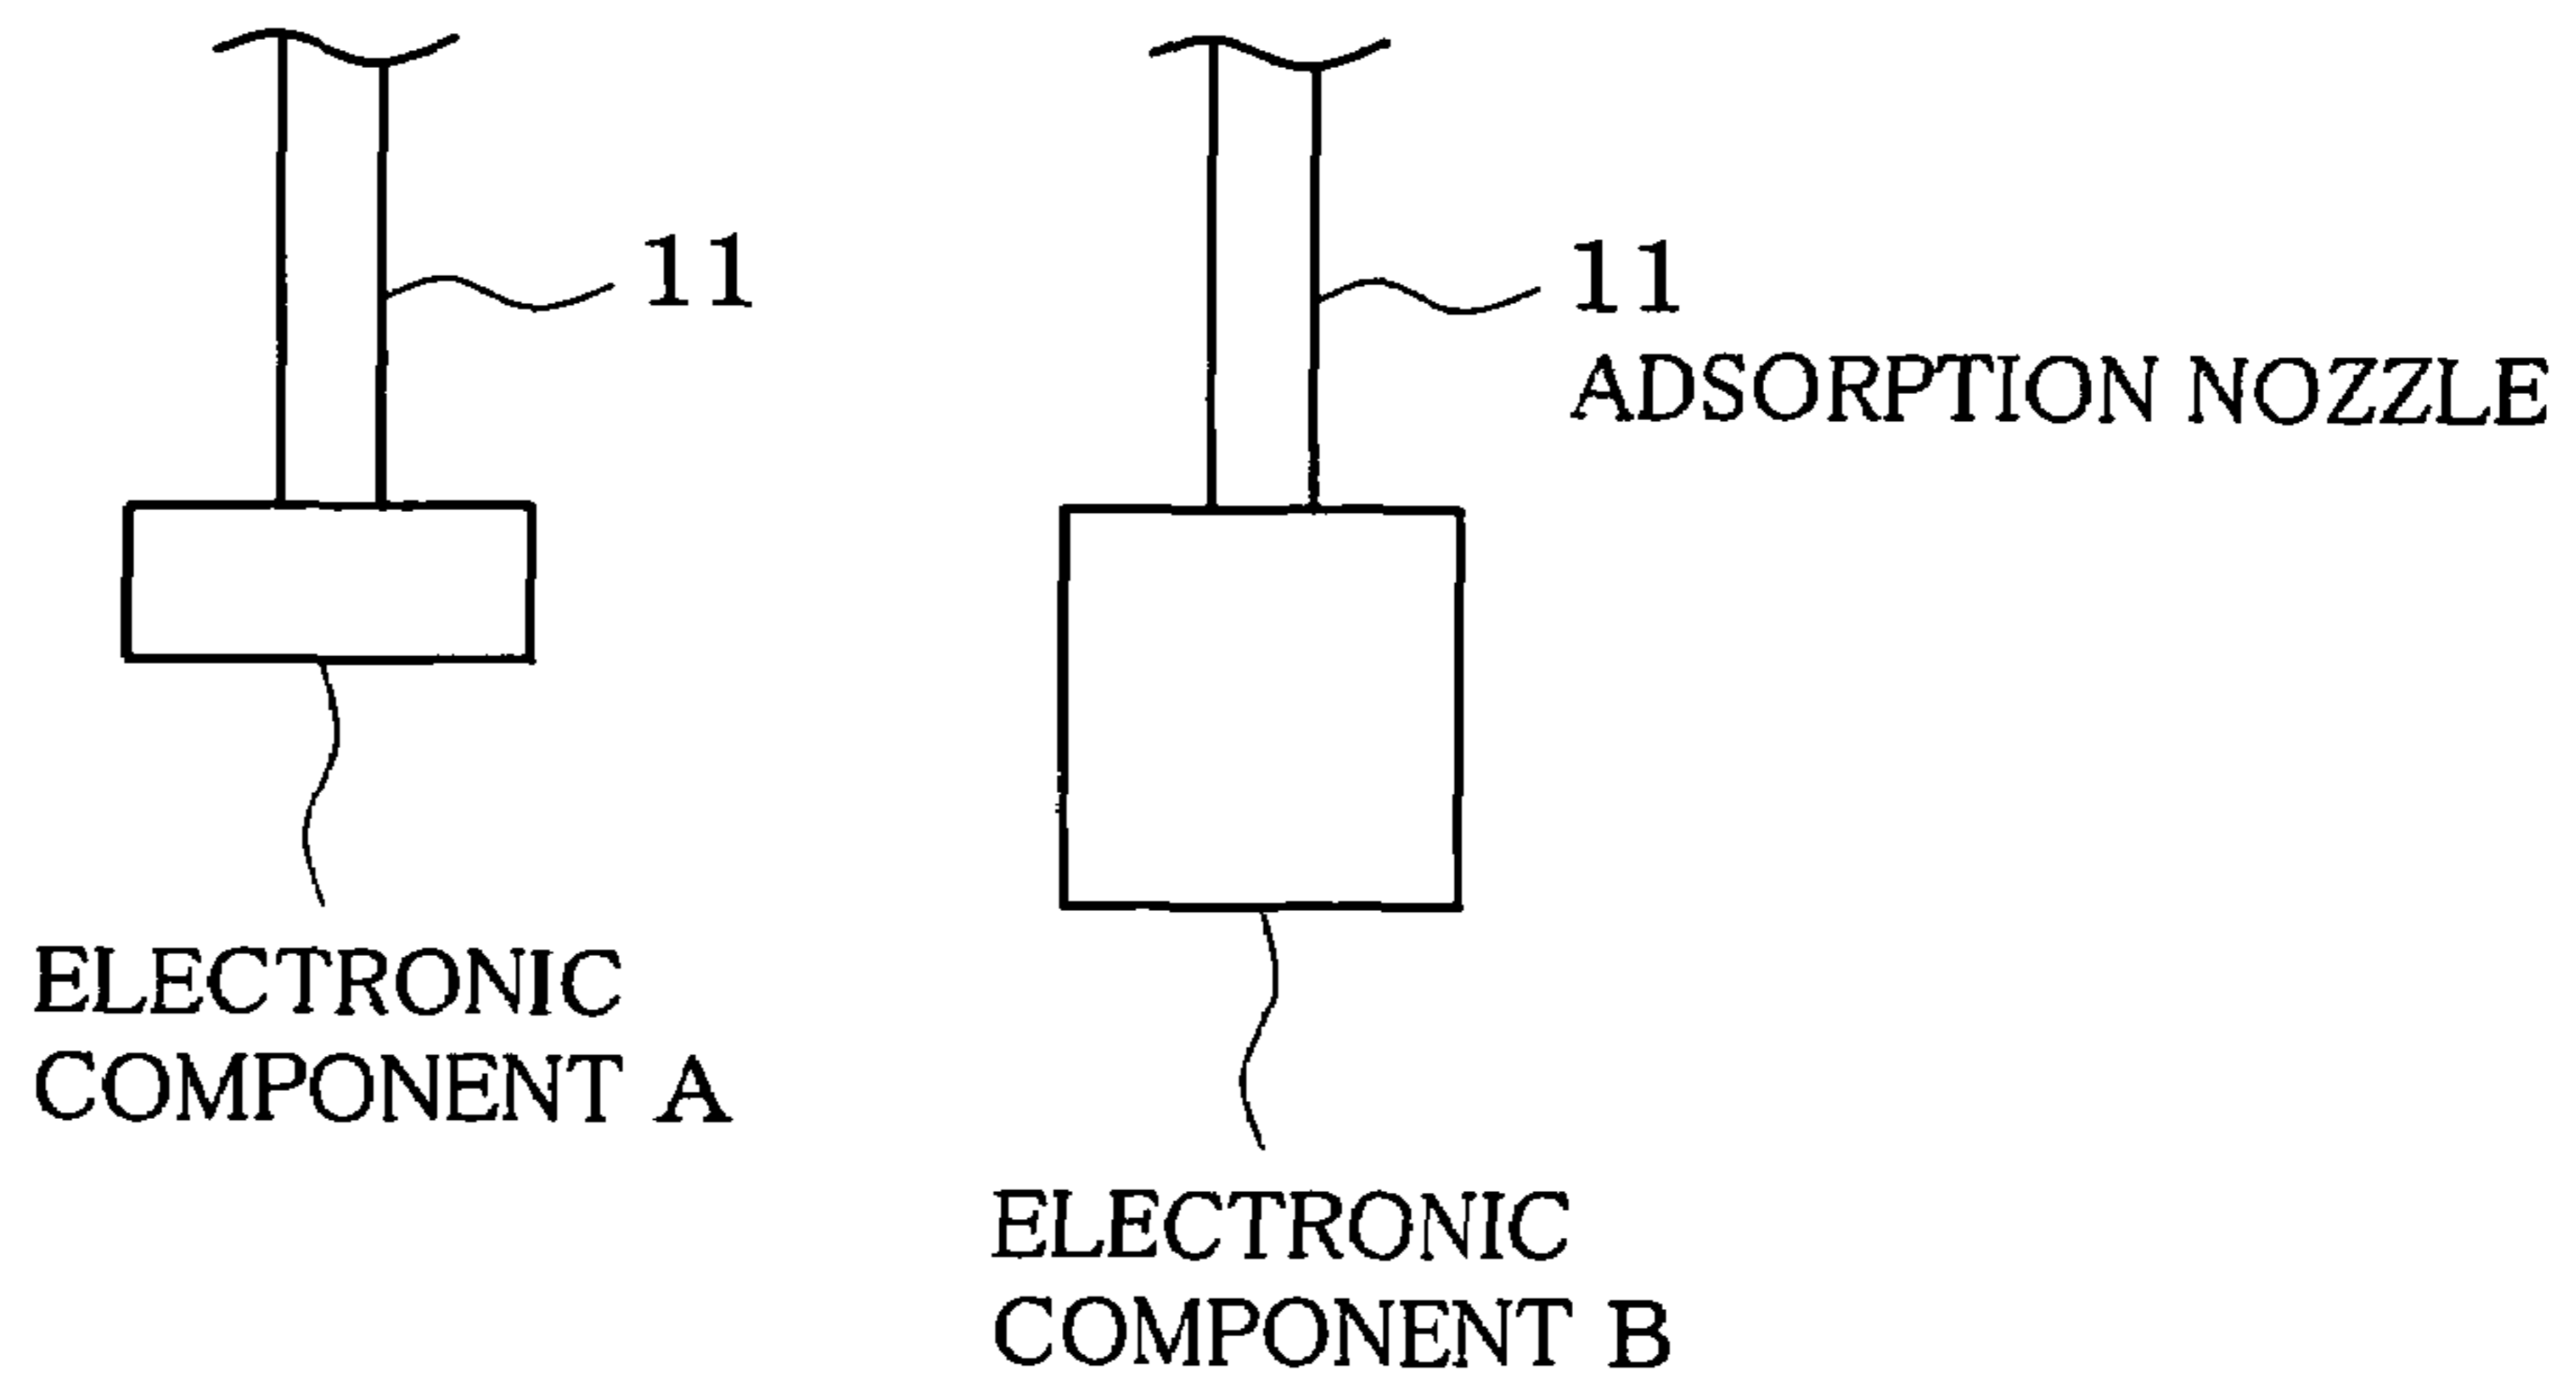 11
11
ADSORPTION NOZZLE
ELECTRONIC
COMPONENT A
ELECTRONIC
COMPONENT B